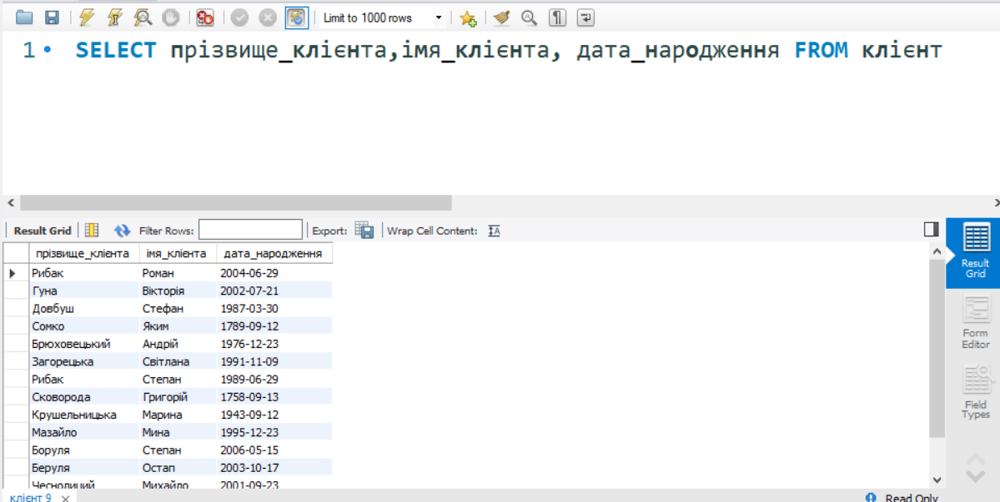 Limit to 1000 rows
1 SELECT прізвище_клієнта,імя_клієнта, дата_народження FROM клієнт
Result Grid Filter Rows: Export: Wrap Cell Content:
прізвище_клієнта імя_клієнта дата_народження
Рибак Роман 2004-06-29
Гуна Вікторія 2002-07-21
Довбуш Стефан 1987-03-30
Сомко Яким 1789-09-12
Брюховецький Андрій 1976-12-23
Загорецька Світлана 1991-11-09
Рибак Степан 1989-06-29
Сковорода Григорій 1758-09-13
Крушельницька Марина 1943-09-12
Мазайло Мина 1995-12-23
Боруля Степан 2006-05-15
Беруля Остап 2003-10-17
Чеснолиций Михайло 2001-09-23
Result
Grid
Form
Editor
Field
Types
клієнт 9
Read Only